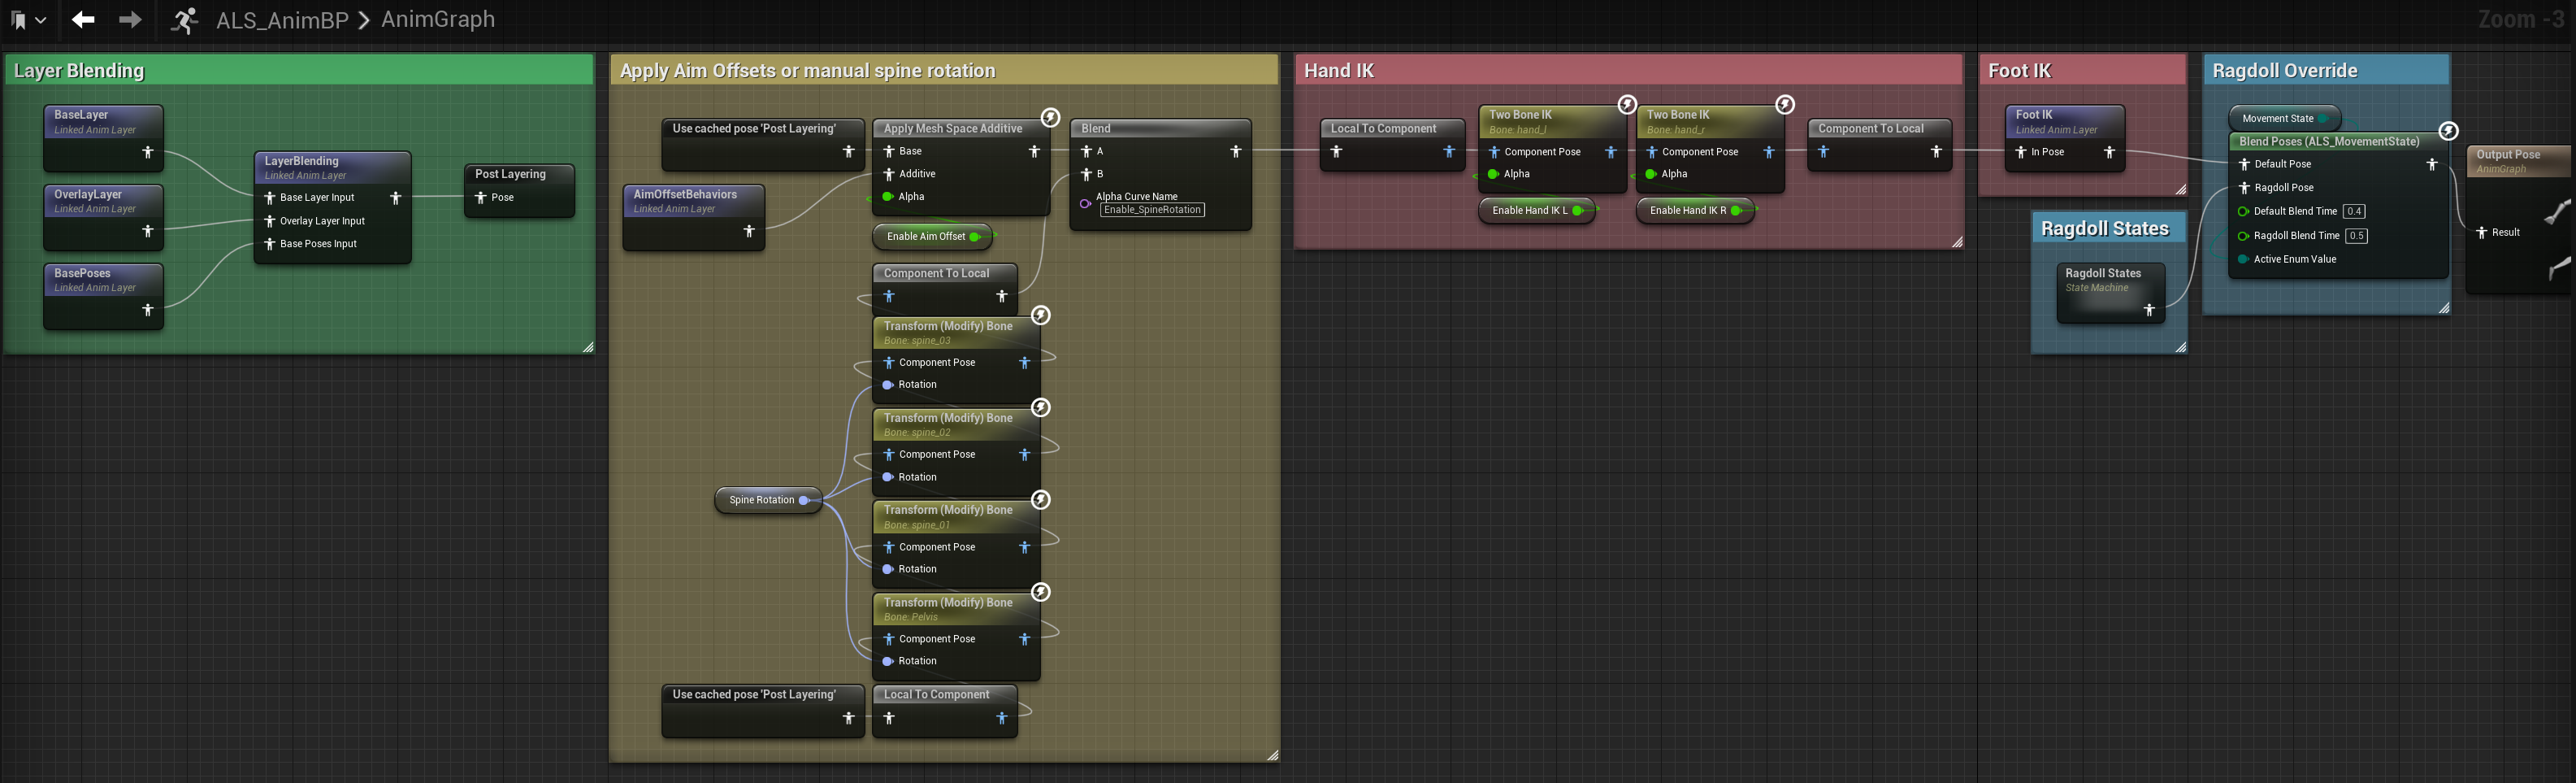 ALS_AnimBP > AnimGraph
Zoom -3
Layer Blending
BaseLayer
Linked Anim Layer
OverlayLayer
Linked Anim Layer
BasePoses
Linked Anim Layer
LayerBlending
Linked Anim Layer
Base Layer Input
Overlay Layer Input
Base Poses Input
Post Layering
Pose
Apply Aim Offsets or manual spine rotation
Use cached pose 'Post Layering'
AimOffsetBehaviors
Linked Anim Layer
Apply Mesh Space Additive
Base
Additive
Alpha
Enable Aim Offset
Blend
A
B
Alpha Curve Name
Enable_SpineRotation
Component To Local
Transform (Modify) Bone
Bone: spine_03
Component Pose
Rotation
Transform (Modify) Bone
Bone: spine_02
Component Pose
Rotation
Spine Rotation
Transform (Modify) Bone
Bone: spine_01
Component Pose
Rotation
Transform (Modify) Bone
Bone: Pelvis
Component Pose
Rotation
Use cached pose 'Post Layering'
Local To Component
Hand IK
Local To Component
Two Bone IK
Bone: hand_l
Component Pose
Alpha
Enable Hand IK L
Two Bone IK
Bone: hand_r
Component Pose
Alpha
Enable Hand IK R
Component To Local
Foot IK
Foot IK
Linked Anim Layer
In Pose
Ragdoll States
Ragdoll States
State Machine
Ragdoll Override
Movement State
Blend Poses (ALS_MovementState)
Default Pose
Ragdoll Pose
Default Blend Time 0.4
Ragdoll Blend Time 0.5
Active Enum Value
Output Pose
AnimGraph
Result